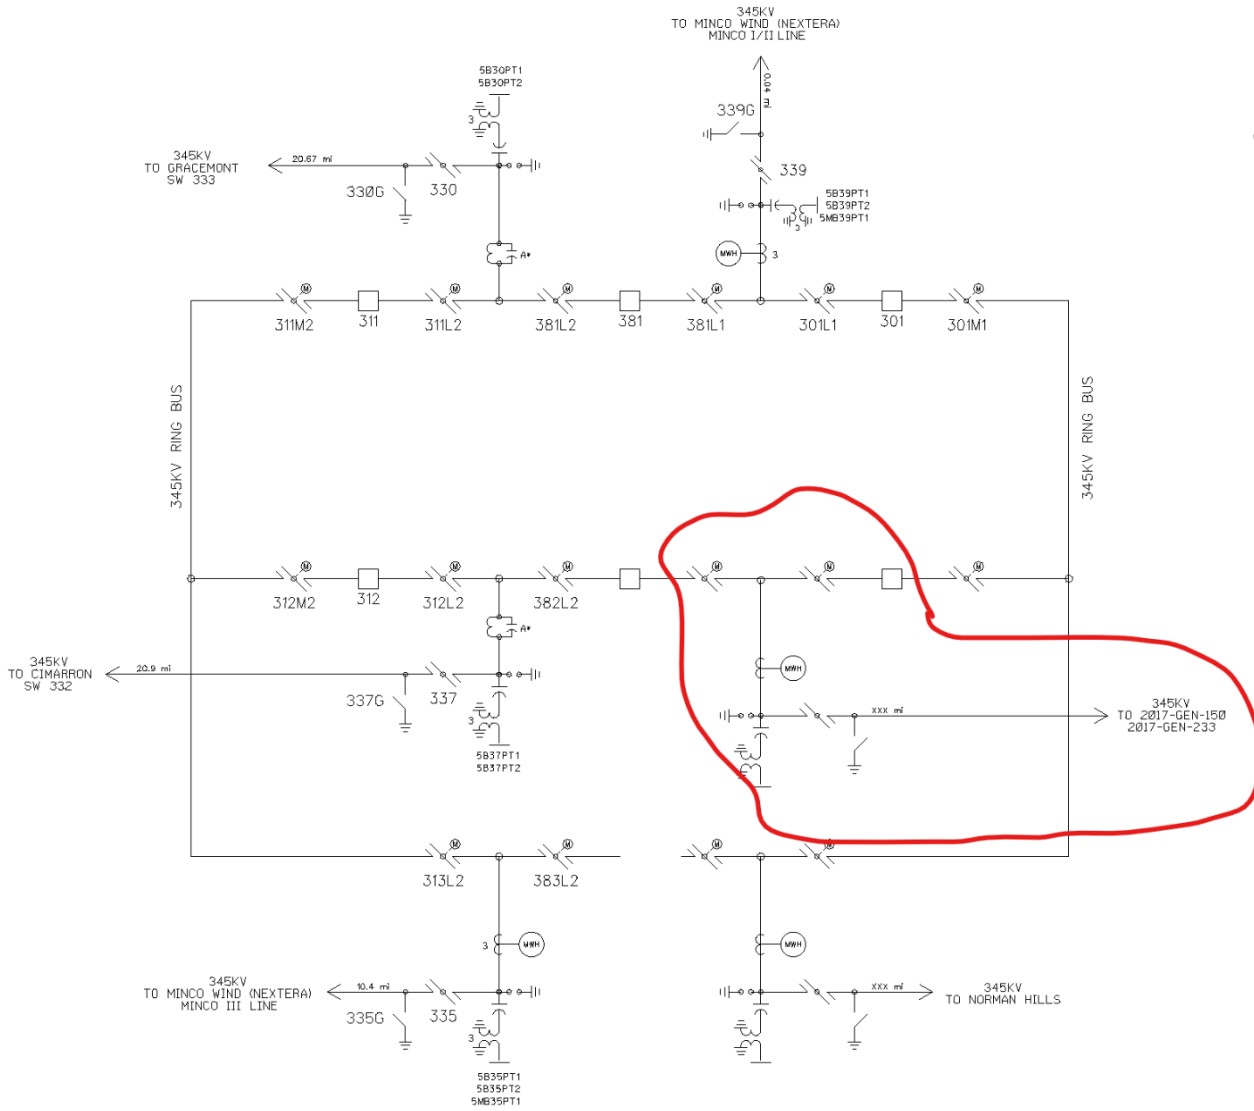 345KV
TO MINCO WIND (NEXTERA)
MINCO I/II LINE
0.04 mi
5B30PT1
5B30PT2
3
339G
345KV
TO GRACEMONT
SW 333
20.67 mi
330G
330
339
5B39PT1
5B39PT2
5MB39PT1
3
A*
MWH
3
M
M
M
M
M
M
311M2
311
311L2
381L2
381
381L1
301L1
301
301M1
345KV RING BUS
345KV RING BUS
M
M
M
M
M
M
312M2
312
312L2
382L2
A*
345KV
TO CIMARRON
SW 332
20.9 mi
337G
337
MWH
3
5B37PT1
5B37PT2
XXX mi
345KV
TO 2017-GEN-150
2017-GEN-233
M
M
M
M
313L2
383L2
3
MWH
MWH
345KV
TO MINCO WIND (NEXTERA)
MINCO III LINE
10.4 mi
335G
335
3
5B35PT1
5B35PT2
5MB35PT1
XXX mi
345KV
TO NORMAN HILLS